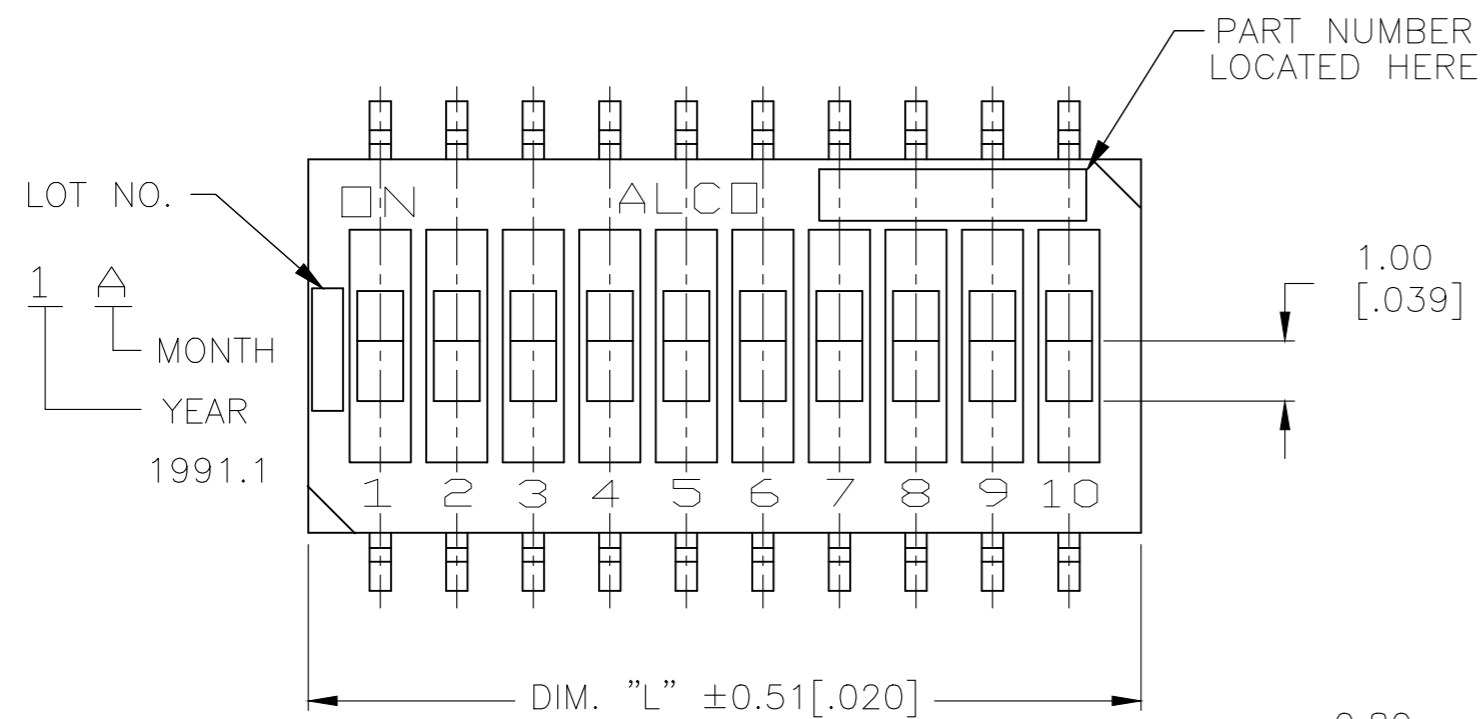 PART NUMBER
LOCATED HERE
LOT NO.
ON ALCO
1 A
MONTH
YEAR
1991.1
1.00
[.039]
1 2 3 4 5 6 7 8 9 10
DIM. "L" ±0.51[.020]